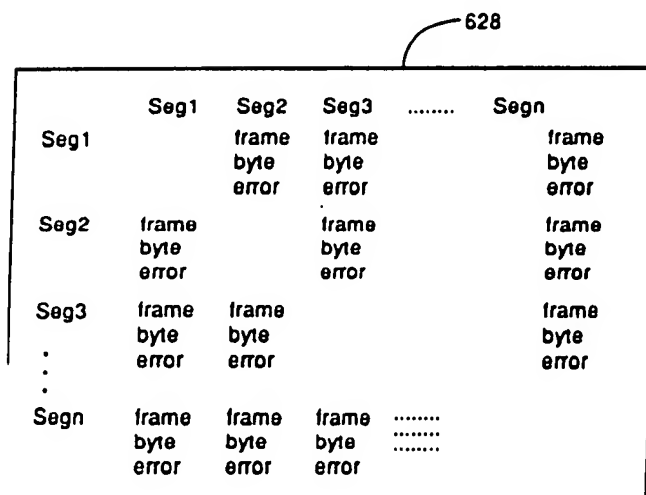 628
Seg1 Seg2 Seg3 ........ Segn
Seg1 frame frame frame
byte byte byte
error error error
Seg2 frame frame frame
byte byte byte
error error error
Seg3 frame frame frame
byte byte byte
error error error
Segn frame frame frame ........
byte byte byte ........
error error error ........